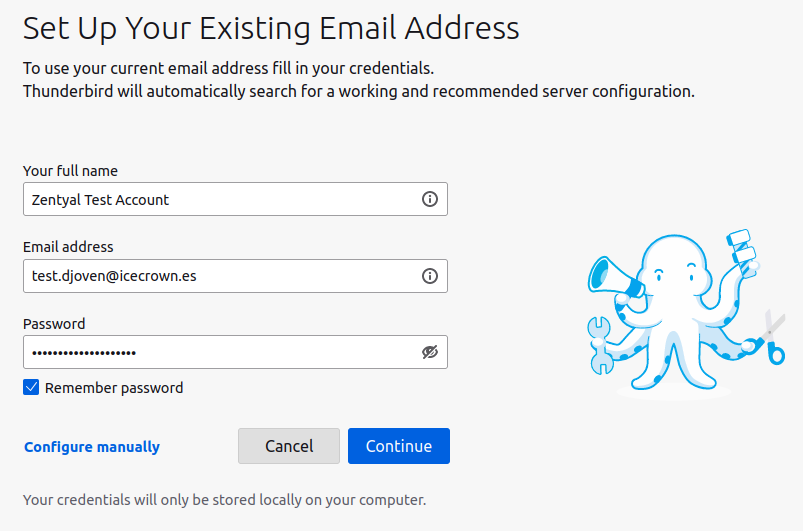 Set Up Your Existing Email Address
To use your current email address fill in your credentials.
Thunderbird will automatically search for a working and recommended server configuration.
Your full name
Zentyal Test Account
Email address
test.djoven@icecrown.es
Password
••••••••••••••••••••
Remember password
Configure manually
Cancel
Continue
Your credentials will only be stored locally on your computer.